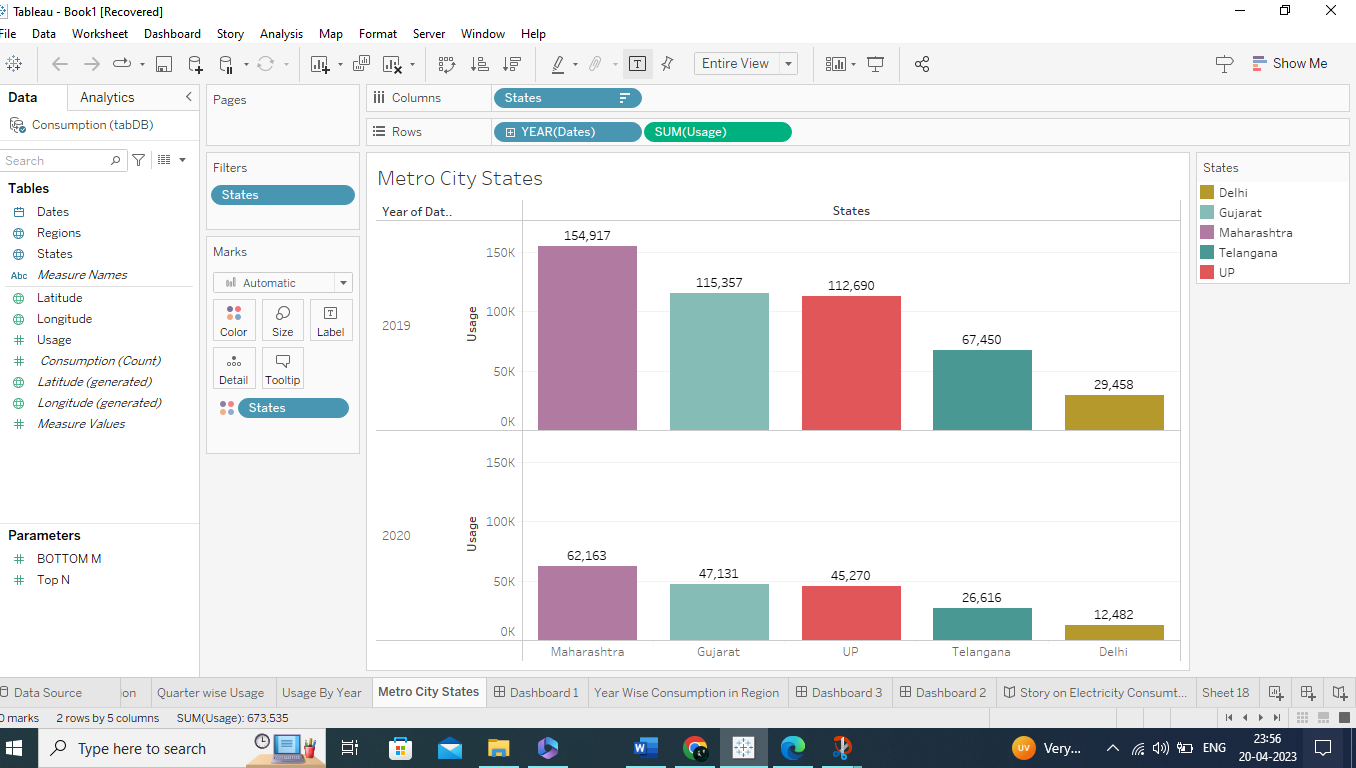 Tableau - Book1 [Recovered]
File Data Worksheet Dashboard Story Analysis Map Format Server Window Help
Entire View
Show Me
Data Analytics
Consumption (tabDB)
Search
Tables
Dates
Regions
States
Abc Measure Names
Latitude
Longitude
Usage
Consumption (Count)
Latitude (generated)
Longitude (generated)
Measure Values
Parameters
BOTTOM M
Top N
Pages
Filters
States
Marks
Automatic
Color Size Label
Detail Tooltip
States
Columns States
Rows YEAR(Dates) SUM(Usage)
Metro City States
Year of Dat.. States
2019
Usage
150K
100K
50K
0K
154,917
115,357
112,690
67,450
29,458
2020
Usage
150K
100K
50K
0K
62,163
47,131
45,270
26,616
12,482
Maharashtra Gujarat UP Telangana Delhi
States
Delhi
Gujarat
Maharashtra
Telangana
UP
Data Source ion Quarter wise Usage Usage By Year Metro City States Dashboard 1 Year Wise Consumption in Region Dashboard 3 Dashboard 2 Story on Electricity Consumt... Sheet 18
0 marks 2 rows by 5 columns SUM(Usage): 673,535
Type here to search
UV Very... ENG
23:56
20-04-2023